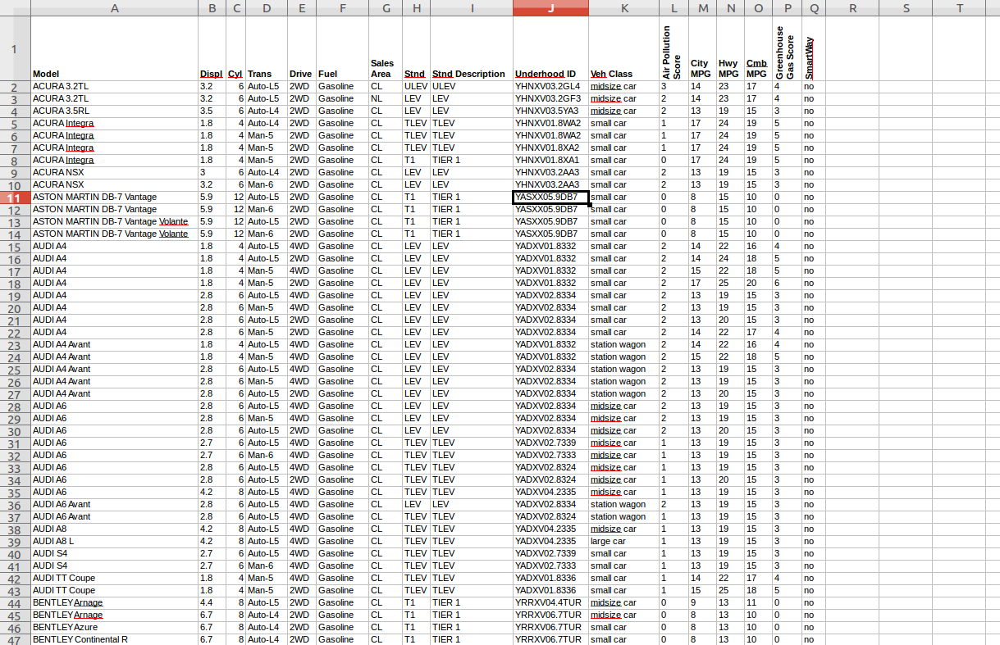 A B C D E F G H I J K L M N O P Q R S T
1 Model Displ Cyl Trans Drive Fuel Sales Area Stnd Stnd Description Underhood ID Veh Class Air Pollution Score City MPG Hwy MPG Cmb MPG Greenhouse Gas Score SmartWay
2 ACURA 3.2TL 3.2 6 Auto-L5 2WD Gasoline CL ULEV ULEV YHNXV03.2GL4 midsize car 3 14 23 17 4 no
3 ACURA 3.2TL 3.2 6 Auto-L5 2WD Gasoline NL LEV LEV YHNXV03.2GF3 midsize car 2 14 23 17 4 no
4 ACURA 3.5RL 3.5 6 Auto-L4 2WD Gasoline CL LEV LEV YHNXV03.5YA3 midsize car 2 13 19 15 3 no
5 ACURA Integra 1.8 4 Auto-L4 2WD Gasoline CL TLEV TLEV YHNXV01.8WA2 small car 1 17 24 19 5 no
6 ACURA Integra 1.8 4 Man-5 2WD Gasoline CL TLEV TLEV YHNXV01.8WA2 small car 1 17 24 19 5 no
7 ACURA Integra 1.8 4 Man-5 2WD Gasoline CL TLEV TLEV YHNXV01.8XA2 small car 1 17 24 19 5 no
8 ACURA Integra 1.8 4 Man-5 2WD Gasoline CL T1 TIER 1 YHNXV01.8XA1 small car 0 17 24 19 5 no
9 ACURA NSX 3 6 Auto-L4 2WD Gasoline CL LEV LEV YHNXV03.2AA3 small car 2 13 19 15 3 no
10 ACURA NSX 3.2 6 Man-6 2WD Gasoline CL LEV LEV YHNXV03.2AA3 small car 2 13 19 15 3 no
11 ASTON MARTIN DB-7 Vantage 5.9 12 Auto-L5 2WD Gasoline CL T1 TIER 1 YASXX05.9DB7 small car 0 8 15 10 0 no
12 ASTON MARTIN DB-7 Vantage 5.9 12 Man-6 2WD Gasoline CL T1 TIER 1 YASXX05.9DB7 small car 0 8 15 10 0 no
13 ASTON MARTIN DB-7 Vantage Volante 5.9 12 Auto-L5 2WD Gasoline CL T1 TIER 1 YASXX05.9DB7 small car 0 8 15 10 0 no
14 ASTON MARTIN DB-7 Vantage Volante 5.9 12 Man-6 2WD Gasoline CL T1 TIER 1 YASXX05.9DB7 small car 0 8 15 10 0 no
15 AUDI A4 1.8 4 Auto-L5 4WD Gasoline CL LEV LEV YADXV01.8332 small car 2 14 22 16 4 no
16 AUDI A4 1.8 4 Auto-L5 2WD Gasoline CL LEV LEV YADXV01.8332 small car 2 14 24 18 5 no
17 AUDI A4 1.8 4 Man-5 4WD Gasoline CL LEV LEV YADXV01.8332 small car 2 15 22 18 5 no
18 AUDI A4 1.8 4 Man-5 2WD Gasoline CL LEV LEV YADXV01.8332 small car 2 17 25 20 6 no
19 AUDI A4 2.8 6 Auto-L5 4WD Gasoline CL LEV LEV YADXV02.8334 small car 2 13 19 15 3 no
20 AUDI A4 2.8 6 Man-5 4WD Gasoline CL LEV LEV YADXV02.8334 small car 2 13 19 15 3 no
21 AUDI A4 2.8 6 Auto-L5 2WD Gasoline CL LEV LEV YADXV02.8334 small car 2 13 20 15 3 no
22 AUDI A4 2.8 6 Man-5 2WD Gasoline CL LEV LEV YADXV02.8334 small car 2 14 22 17 4 no
23 AUDI A4 Avant 1.8 4 Auto-L5 4WD Gasoline CL LEV LEV YADXV01.8332 station wagon 2 14 22 16 4 no
24 AUDI A4 Avant 1.8 4 Man-5 4WD Gasoline CL LEV LEV YADXV01.8332 station wagon 2 15 22 18 5 no
25 AUDI A4 Avant 2.8 6 Auto-L5 4WD Gasoline CL LEV LEV YADXV02.8334 station wagon 2 13 19 15 3 no
26 AUDI A4 Avant 2.8 6 Man-5 4WD Gasoline CL LEV LEV YADXV02.8334 station wagon 2 13 19 15 3 no
27 AUDI A4 Avant 2.8 6 Auto-L5 2WD Gasoline CL LEV LEV YADXV02.8334 station wagon 2 13 20 15 3 no
28 AUDI A6 2.8 6 Auto-L5 4WD Gasoline CL LEV LEV YADXV02.8334 midsize car 2 13 19 15 3 no
29 AUDI A6 2.8 6 Man-5 4WD Gasoline CL LEV LEV YADXV02.8334 midsize car 2 13 19 15 3 no
30 AUDI A6 2.8 6 Auto-L5 2WD Gasoline CL LEV LEV YADXV02.8334 midsize car 2 13 20 15 3 no
31 AUDI A6 2.7 6 Auto-L5 4WD Gasoline CL TLEV TLEV YADXV02.7339 midsize car 1 13 19 15 3 no
32 AUDI A6 2.7 6 Man-6 4WD Gasoline CL TLEV TLEV YADXV02.7333 midsize car 1 13 19 15 3 no
33 AUDI A6 2.8 6 Auto-L5 4WD Gasoline CL TLEV TLEV YADXV02.8324 midsize car 1 13 19 15 3 no
34 AUDI A6 2.8 6 Auto-L5 2WD Gasoline CL TLEV TLEV YADXV02.8324 midsize car 1 13 20 15 3 no
35 AUDI A6 4.2 8 Auto-L5 4WD Gasoline CL TLEV TLEV YADXV04.2335 midsize car 1 13 19 15 3 no
36 AUDI A6 Avant 2.8 6 Auto-L5 4WD Gasoline CL LEV LEV YADXV02.8334 station wagon 2 13 19 15 3 no
37 AUDI A6 Avant 2.8 6 Auto-L5 4WD Gasoline CL TLEV TLEV YADXV02.8324 station wagon 1 13 19 15 3 no
38 AUDI A8 4.2 8 Auto-L5 4WD Gasoline CL TLEV TLEV YADXV04.2335 midsize car 1 13 19 15 3 no
39 AUDI A8 L 4.2 8 Auto-L5 4WD Gasoline CL TLEV TLEV YADXV04.2335 large car 1 13 19 15 3 no
40 AUDI S4 2.7 6 Auto-L5 4WD Gasoline CL TLEV TLEV YADXV02.7339 small car 1 13 19 15 3 no
41 AUDI S4 2.7 6 Man-6 4WD Gasoline CL TLEV TLEV YADXV02.7333 small car 1 13 19 15 3 no
42 AUDI TT Coupe 1.8 4 Man-5 4WD Gasoline CL TLEV TLEV YADXV01.8336 small car 1 14 22 17 4 no
43 AUDI TT Coupe 1.8 4 Man-5 2WD Gasoline CL TLEV TLEV YADXV01.8336 small car 1 15 25 18 5 no
44 BENTLEY Arnage 4.4 8 Auto-L5 2WD Gasoline CL T1 TIER 1 YRRXV04.4TUR midsize car 0 9 13 11 0 no
45 BENTLEY Arnage 6.7 8 Auto-L4 2WD Gasoline CL T1 TIER 1 YRRXV06.7TUR midsize car 0 8 13 10 0 no
46 BENTLEY Azure 6.7 8 Auto-L4 2WD Gasoline CL T1 TIER 1 YRRXV06.7TUR small car 0 8 13 10 0 no
47 BENTLEY Continental R 6.7 8 Auto-L4 2WD Gasoline CL T1 TIER 1 YRRXV06.7TUR small car 0 8 13 10 0 no